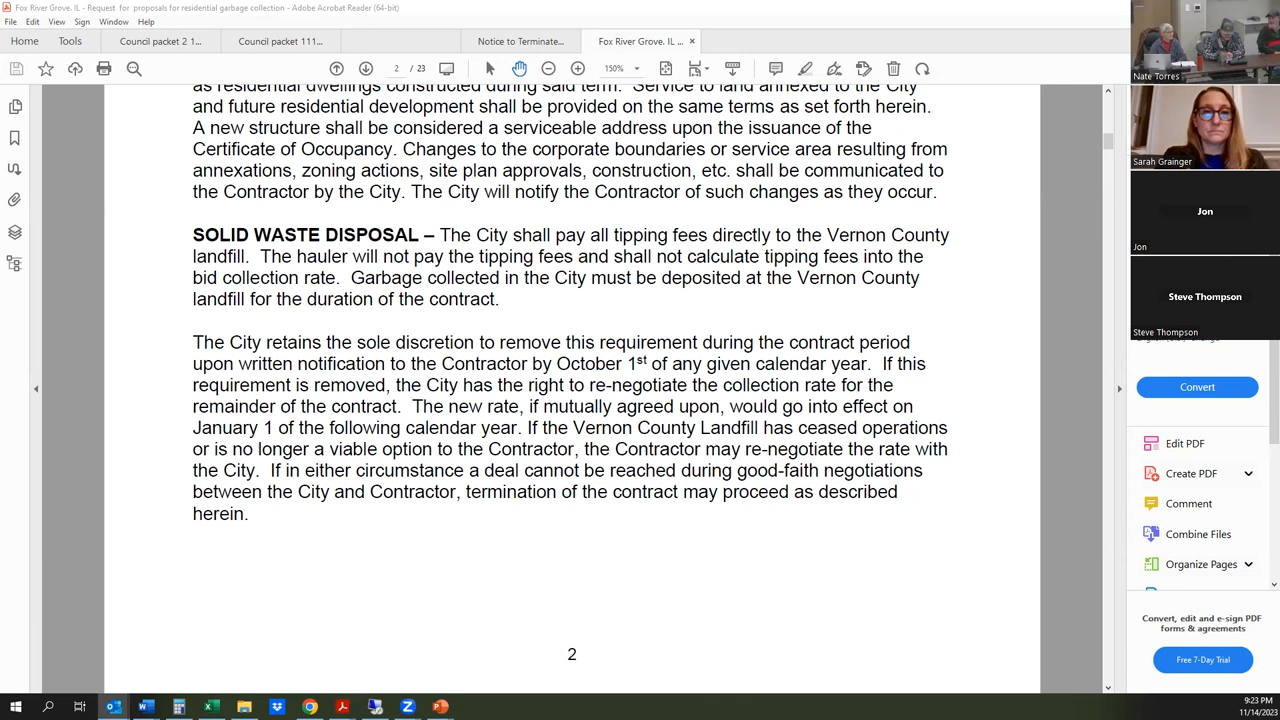 Fox River Grove, IL - Request for proposals for residential garbage collection - Adobe Acrobat Reader (64-bit)
File Edit View Sign Window Help
Home Tools Council packet 2 1... Council packet 111... Notice to Terminate... Fox River Grove, IL ... ×
2 / 23 150%
as residential dwellings constructed during said term. Service to land annexed to the City
and future residential development shall be provided on the same terms as set forth herein.
A new structure shall be considered a serviceable address upon the issuance of the
Certificate of Occupancy. Changes to the corporate boundaries or service area resulting from
annexations, zoning actions, site plan approvals, construction, etc. shall be communicated to
the Contractor by the City. The City will notify the Contractor of such changes as they occur.
SOLID WASTE DISPOSAL – The City shall pay all tipping fees directly to the Vernon County
landfill. The hauler will not pay the tipping fees and shall not calculate tipping fees into the
bid collection rate. Garbage collected in the City must be deposited at the Vernon County
landfill for the duration of the contract.
The City retains the sole discretion to remove this requirement during the contract period
upon written notification to the Contractor by October 1st of any given calendar year. If this
requirement is removed, the City has the right to re-negotiate the collection rate for the
remainder of the contract. The new rate, if mutually agreed upon, would go into effect on
January 1 of the following calendar year. If the Vernon County Landfill has ceased operations
or is no longer a viable option to the Contractor, the Contractor may re-negotiate the rate with
the City. If in either circumstance a deal cannot be reached during good-faith negotiations
between the City and Contractor, termination of the contract may proceed as described
herein.
2
Nate Torres
Sarah Grainger
Jon
Jon
Steve Thompson
Steve Thompson
Convert
Edit PDF
Create PDF
Comment
Combine Files
Organize Pages
Convert, edit and e-sign PDF
forms & agreements
Free 7-Day Trial
9:23 PM
11/14/2023